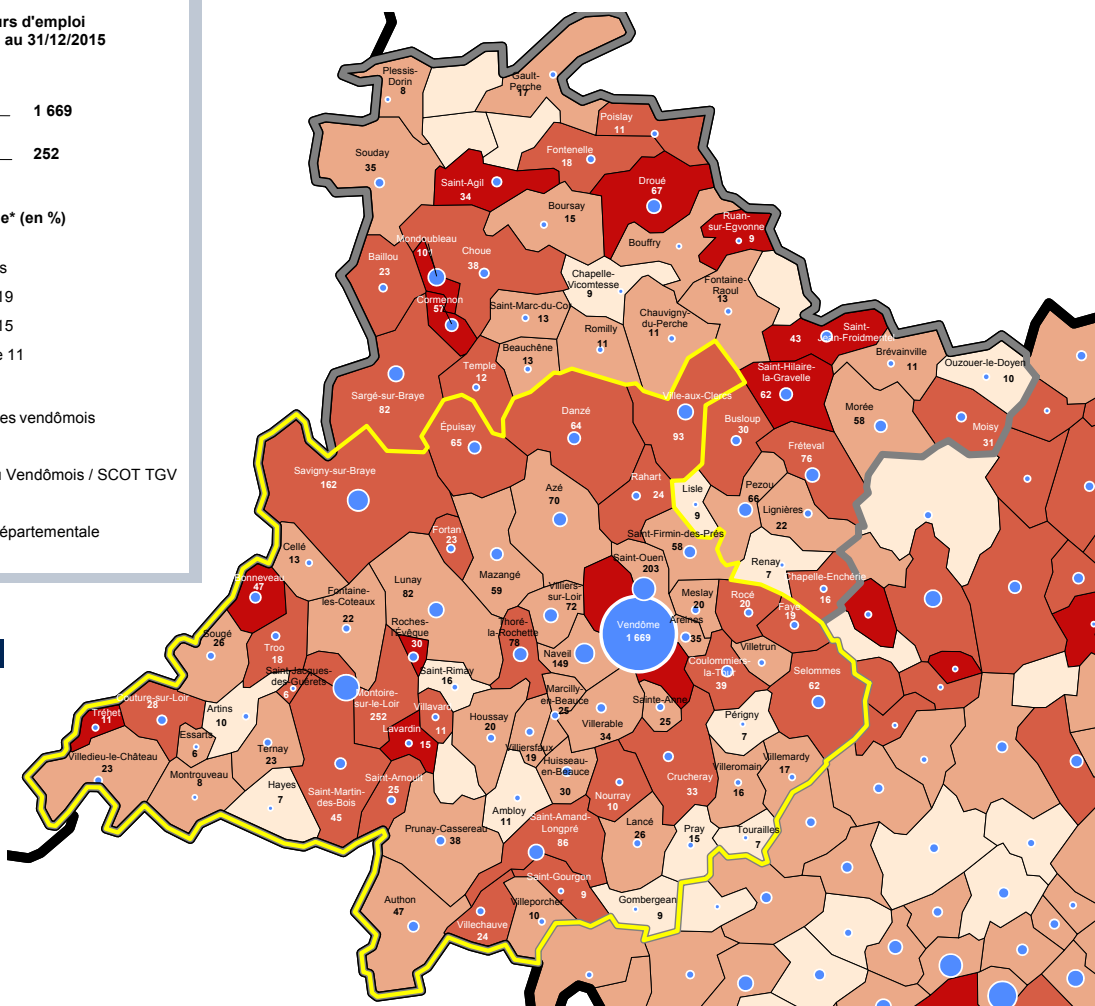 urs d'emploi
au 31/12/2015
1 669
252
e* (en %)
s
19
15
e 11
es vendômois
u Vendômois / SCOT TGV
épartementale
Plessis-
Dorin
8
Gault-
Perche
17
Poislay
11
Souday
35
Fontenelle
18
Saint-Agil
34
Droué
67
Boursay
15
Ruan-
sur-Egvonne
9
Bouffry
Mondoubleau
101
Choue
38
Baillou
23
Chapelle-
Vicomtesse
9
Fontaine-
Raoul
13
Cormenon
57
Saint-Marc-du-Cor
13
Chauvigny-
du-Perche
11
Romilly
11
Saint-
Jean-Froidmentel
43
Beauchêne
13
Brévainville
11
Ouzouer-le-Doyen
10
Temple
12
Saint-Hilaire-
la-Gravelle
62
Sargé-sur-Braye
82
Ville-aux-Clercs
93
Danzé
64
Morée
58
Busloup
30
Moisy
31
Épuisay
65
Fréteval
76
Savigny-sur-Braye
162
Rahart
24
Azé
70
Lisle
9
Pezou
66
Lignières
22
Fortan
23
Saint-Firmin-des-Prés
58
Cellé
13
Saint-Ouen
203
Renay
7
Mazangé
59
Bonneveau
47
Lunay
82
Fontaine-
les-Coteaux
22
Villiers-
sur-Loir
72
Chapelle-Enchérie
16
Meslay
20
Rocé
20
Faye
19
Roches-
l'Évêque
30
Thoré-
la-Rochette
78
Vendôme
1 669
Areines
35
Sougé
26
Troo
18
Naveil
149
Villetrun
Coulommiers-
la-Tour
39
Selommes
62
Saint-Jacques-
des-Guérets
6
Saint-Rimay
16
Couture-sur-Loir
28
Montoire-
sur-le-Loir
252
Villavard
11
Marcilly-
en-Beauce
25
Sainte-Anne
25
Tréhet
11
Artins
10
Houssay
20
Périgny
7
Essarts
6
Lavardin
15
Villerable
34
Ternay
23
Villiersfaux
19
Villedieu-le-Château
23
Huisseau-
en-Beauce
30
Villemardy
17
Villeromain
16
Montrouveau
8
Saint-Arnoult
25
Crucheray
33
Hayes
7
Saint-Martin-
des-Bois
45
Nourray
10
Ambloy
11
Saint-Amand-
Longpré
86
Prunay-Cassereau
38
Lancé
26
Pray
15
Tourailles
7
Saint-Gourgon
9
Authon
47
Villeporcher
10
Gombergean
9
Villechauve
24